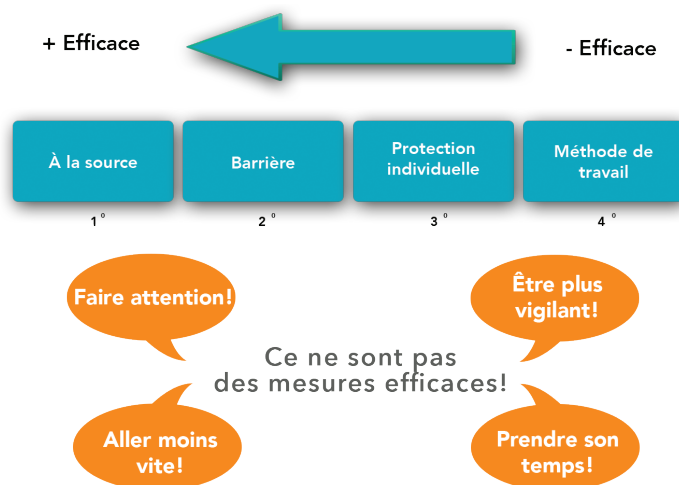 + Efficace
- Efficace
À la source
Barrière
Protection
individuelle
Méthode de
travail
1°
2°
3°
4°
Faire attention!
Être plus
vigilant!
Ce ne sont pas
des mesures efficaces!
Aller moins
vite!
Prendre son
temps!